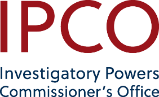 IPCO
Investigatory Powers
Commissioner's Office